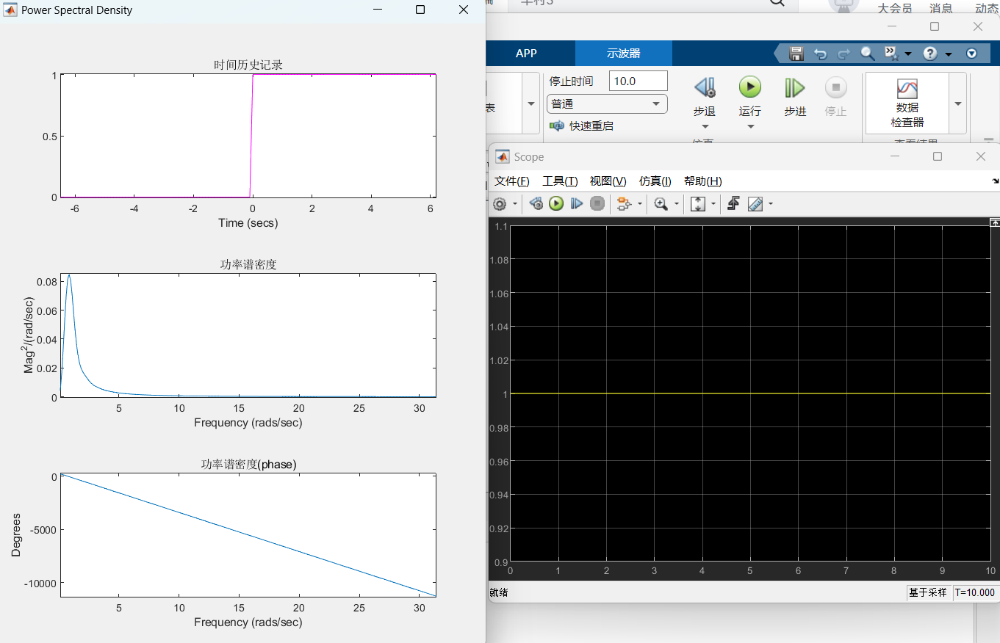 Power Spectral Density
时间历史记录
1
0.5
0
-6 -4 -2 0 2 4 6
Time (secs)
功率谱密度
Mag²/(rad/sec)
0.08
0.06
0.04
0.02
0
5 10 15 20 25 30
Frequency (rads/sec)
功率谱密度(phase)
Degrees
0
-5000
-10000
5 10 15 20 25 30
Frequency (rads/sec)
大会员 消息 动态
APP 示波器
表
停止时间 10.0
普通
快速重启
步退 运行 步进 停止
仿真
数据
检查器
查看结果
Scope
文件(F) 工具(T) 视图(V) 仿真(I) 帮助(H)
1.1
1.08
1.06
1.04
1.02
1
0.98
0.96
0.94
0.92
0.9
0 1 2 3 4 5 6 7 8 9 10
就绪 基于采样 T=10.000